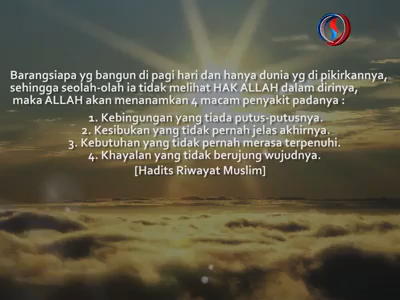 Barangsiapa yg bangun di pagi hari dan hanya dunia yg di pikirkannya,
sehingga seolah-olah ia tidak melihat HAK ALLAH dalam dirinya,
maka ALLAH akan menanamkan 4 macam penyakit padanya :
1. Kebingungan yang tiada putus-putusnya.
2. Kesibukan yang tidak pernah jelas akhirnya.
3. Kebutuhan yang tidak pernah merasa terpenuhi.
4. Khayalan yang tidak berujung wujudnya.
[Hadits Riwayat Muslim]